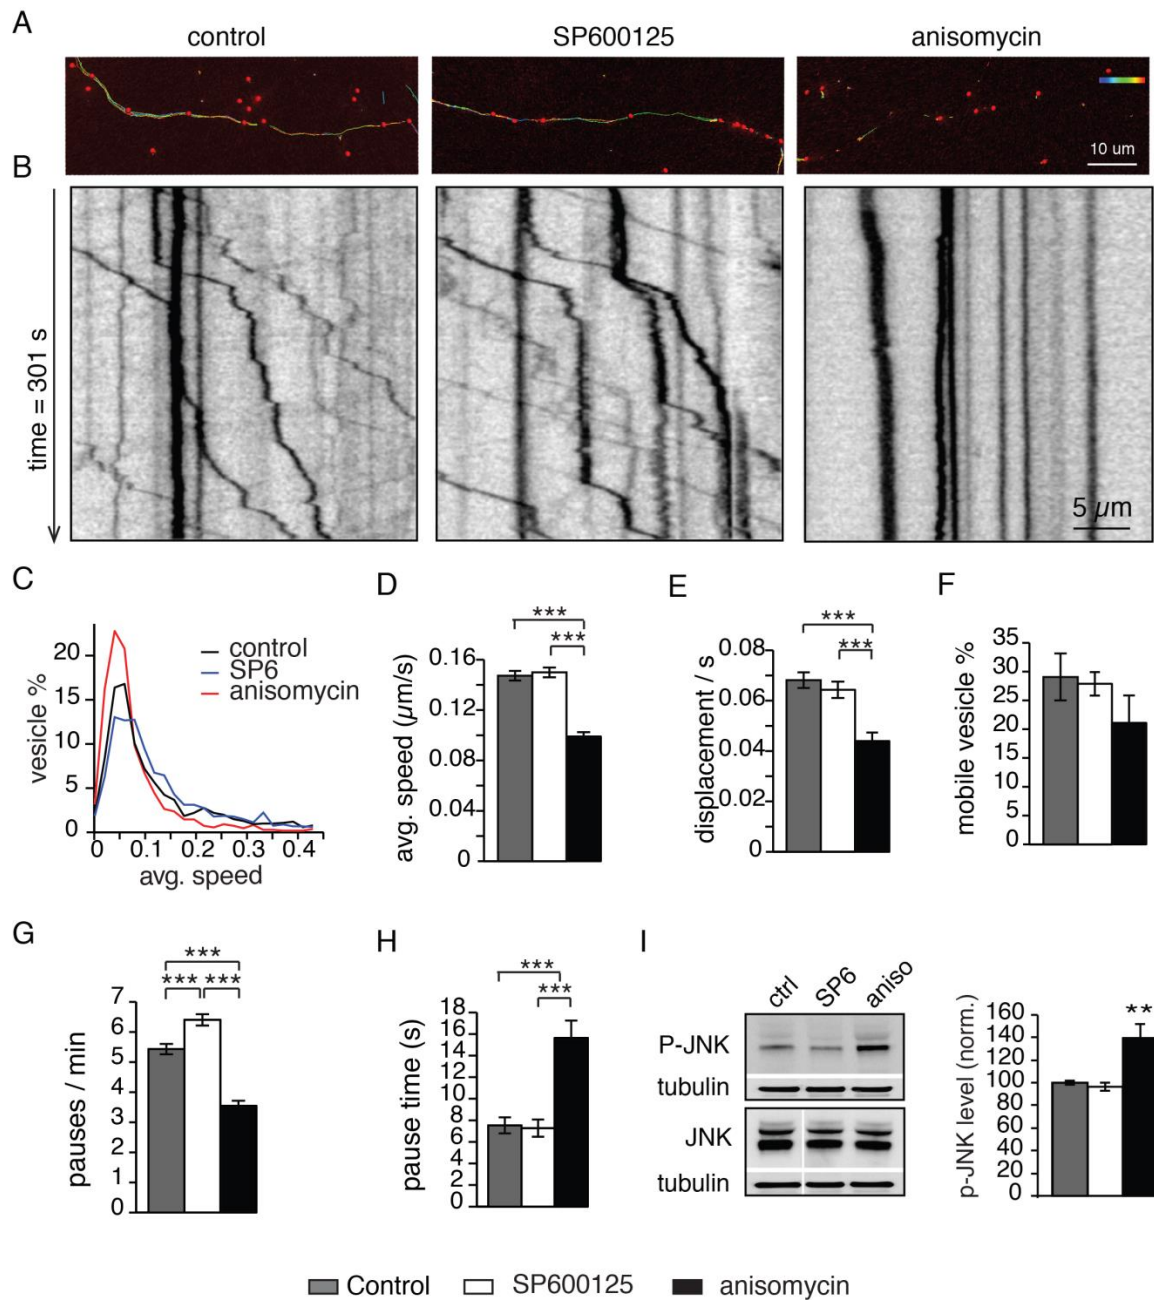 A
control
SP600125
anisomycin
10 um
B
time = 301 s
5 µm
C
vesicle %
20
15
10
5
0
control
SP6
anisomycin
0 0.1 0.2 0.3 0.4
avg. speed
D
avg. speed (µm/s)
0.16
0.12
0.08
0.04
0
***
***
E
displacement / s
0.08
0.06
0.04
0.02
0
***
***
F
mobile vesicle %
35
30
25
20
15
10
5
0
G
pauses / min
7
6
5
4
3
2
1
0
***
*** ***
H
pause time (s)
18
16
14
12
10
8
6
4
2
0
***
***
I
ctrl SP6 aniso
P-JNK
tubulin
JNK
tubulin
p-JNK level (norm.)
160
140
120
100
80
60
40
20
0
**
Control SP600125 anisomycin